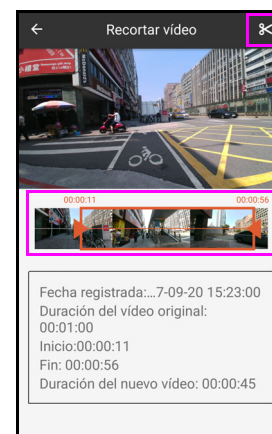 Recortar vídeo
00:00:11 00:00:56
Fecha registrada:...7-09-20 15:23:00
Duración del vídeo original:
00:01:00
Inicio:00:00:11
Fin: 00:00:56
Duración del nuevo vídeo: 00:00:45